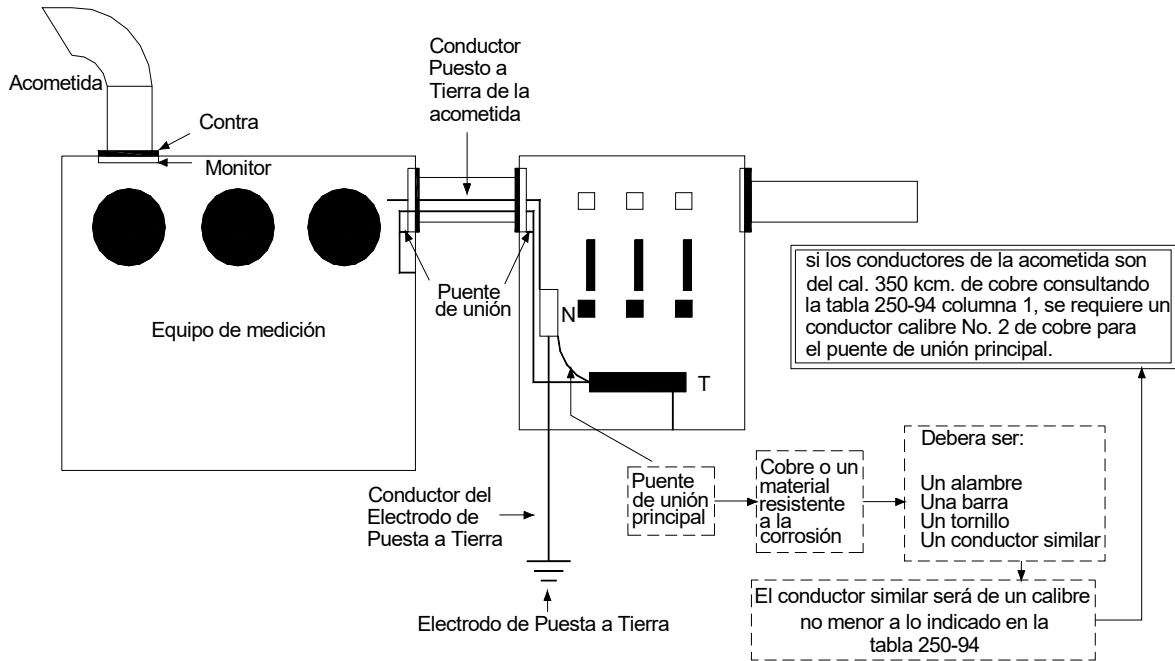 Acometida
Contra
Monitor
Conductor
Puesto a
Tierra de la
acometida
Puente
de unión
Equipo de medición
N
T
si los conductores de la acometida son
del cal. 350 kcm. de cobre consultando
la tabla 250-94 columna 1, se requiere un
conductor calibre No. 2 de cobre para
el puente de unión principal.
Conductor del
Electrodo de
Puesta a Tierra
Electrodo de Puesta a Tierra
Puente
de unión
principal
Cobre o un
material
resistente
a la
corrosión
Debera ser:
Un alambre
Una barra
Un tornillo
Un conductor similar
El conductor similar será de un calibre
no menor a lo indicado en la
tabla 250-94